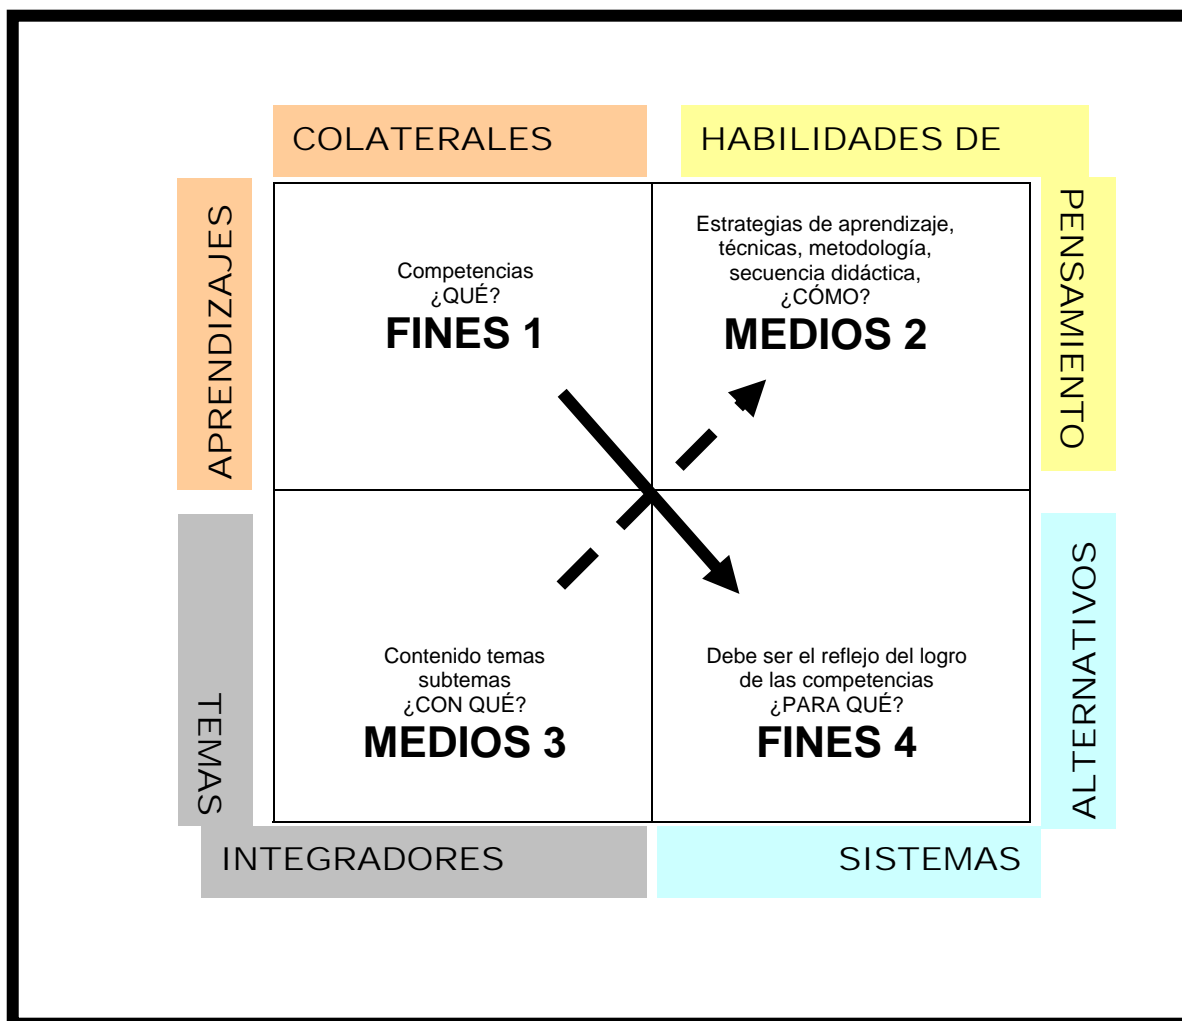 COLATERALES
HABILIDADES DE
APRENDIZAJES
PENSAMIENTO
Competencias
¿QUÉ?
FINES 1
Estrategias de aprendizaje,
técnicas, metodología,
secuencia didáctica,
¿CÓMO?
MEDIOS 2
TEMAS
ALTERNATIVOS
Contenido temas
subtemas
¿CON QUÉ?
MEDIOS 3
Debe ser el reflejo del logro
de las competencias
¿PARA QUÉ?
FINES 4
INTEGRADORES
SISTEMAS